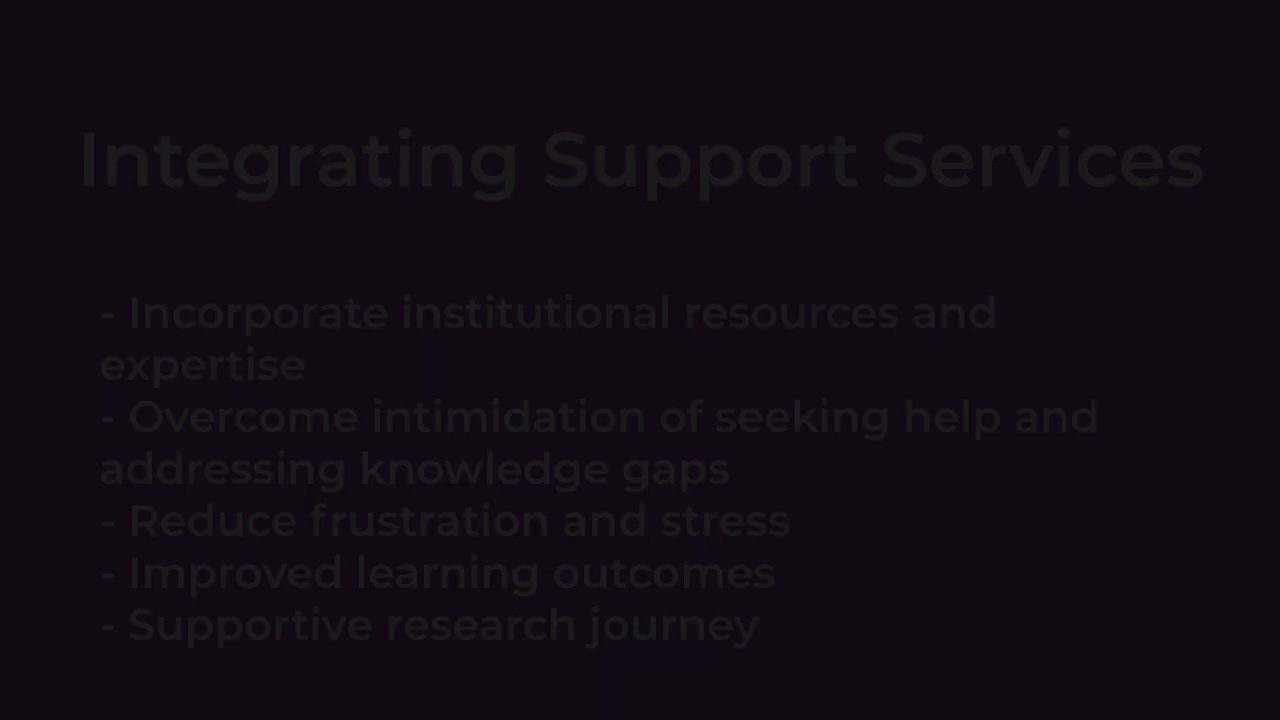 Integrating Support Services
- Incorporate institutional resources and
expertise
- Overcome intimidation of seeking help and
addressing knowledge gaps
- Reduce frustration and stress
- Improved learning outcomes
- Supportive research journey